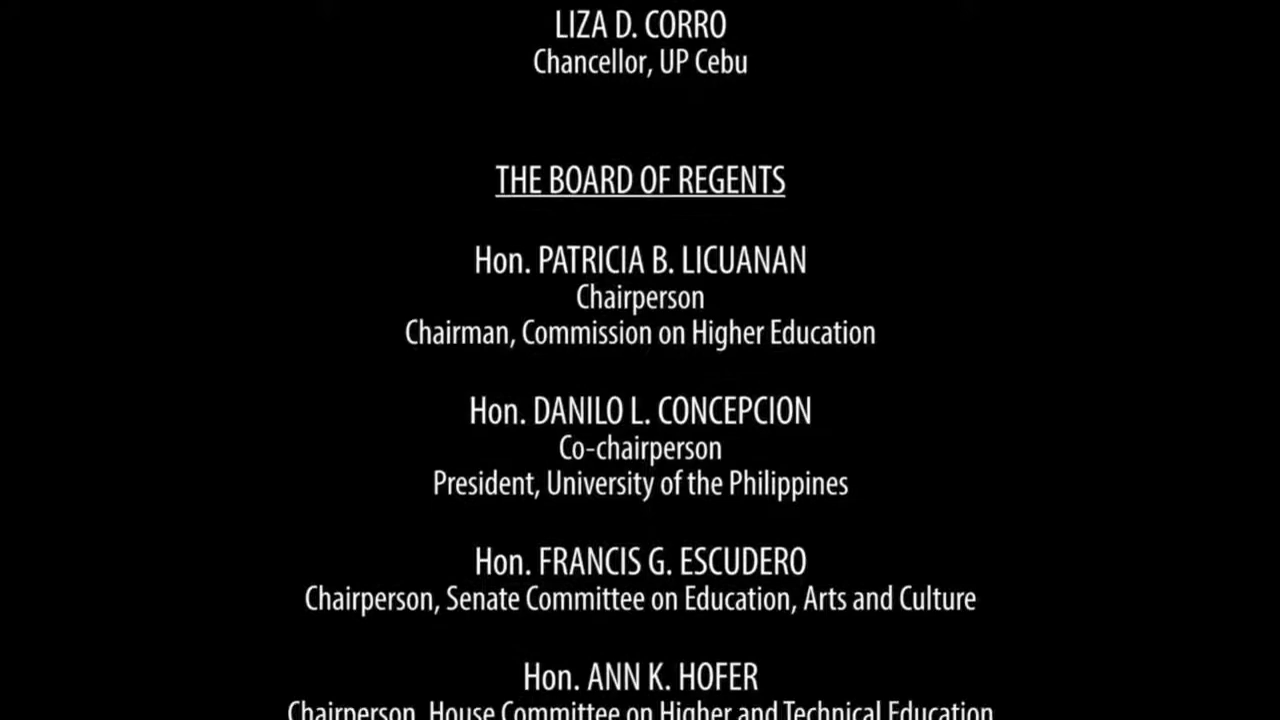 LIZA D. CORRO
Chancellor, UP Cebu
THE BOARD OF REGENTS
Hon. PATRICIA B. LICUANAN
Chairperson
Chairman, Commission on Higher Education
Hon. DANILO L. CONCEPCION
Co-chairperson
President, University of the Philippines
Hon. FRANCIS G. ESCUDERO
Chairperson, Senate Committee on Education, Arts and Culture
Hon. ANN K. HOFER
Chairperson, House Committee on Higher and Technical Education